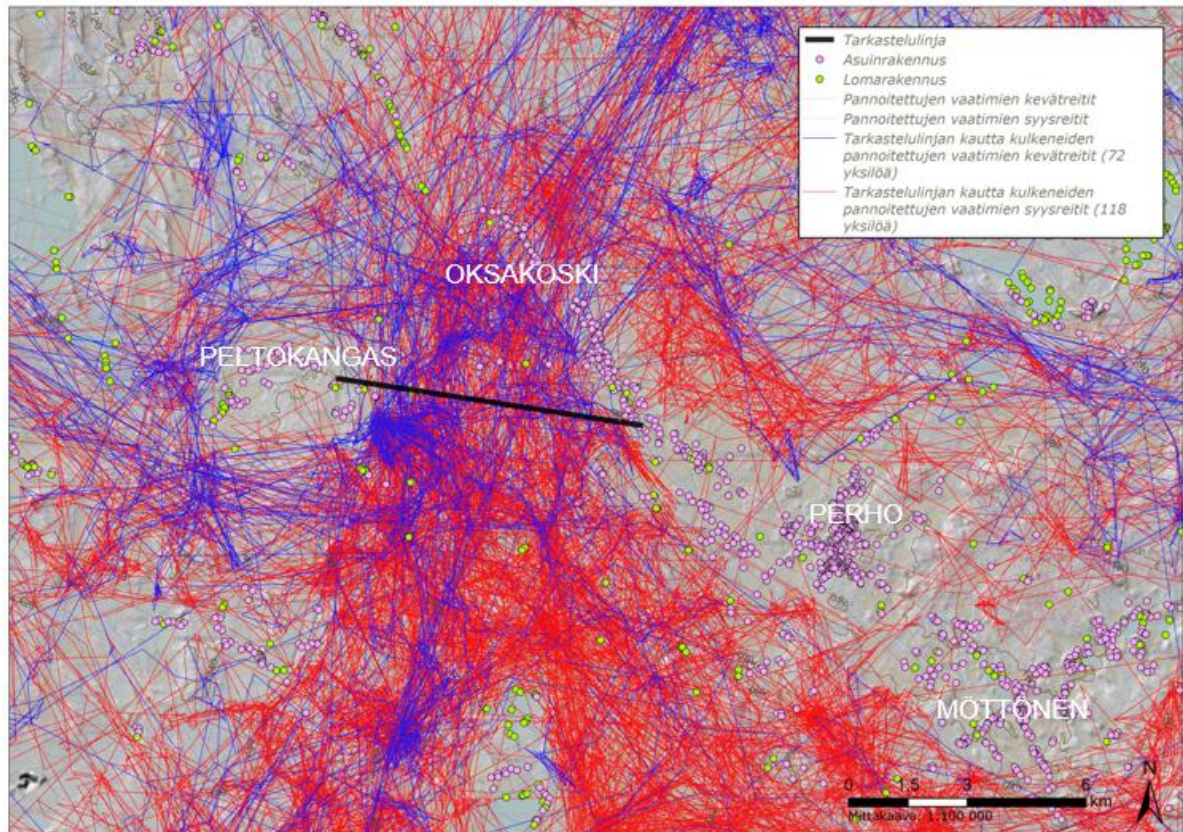 Tarkastelulinja
Asuinrakennus
Lomarakennus
Pannoitettujen vaatimien kevätreitit
Pannoitettujen vaatimien syysreitit
Tarkastelulinjan kautta kulkeneiden
pannoitettujen vaatimien kevätreitit (72
yksilöä)
Tarkastelulinjan kautta kulkeneiden
pannoitettujen vaatimien syysreitit (118
yksilöä)
OKSAKOSKI
PELTOKANGAS
PERHO
MÖTTÖNEN
N
0 1.5 3 6
km
Mittakaava: 1:100 000